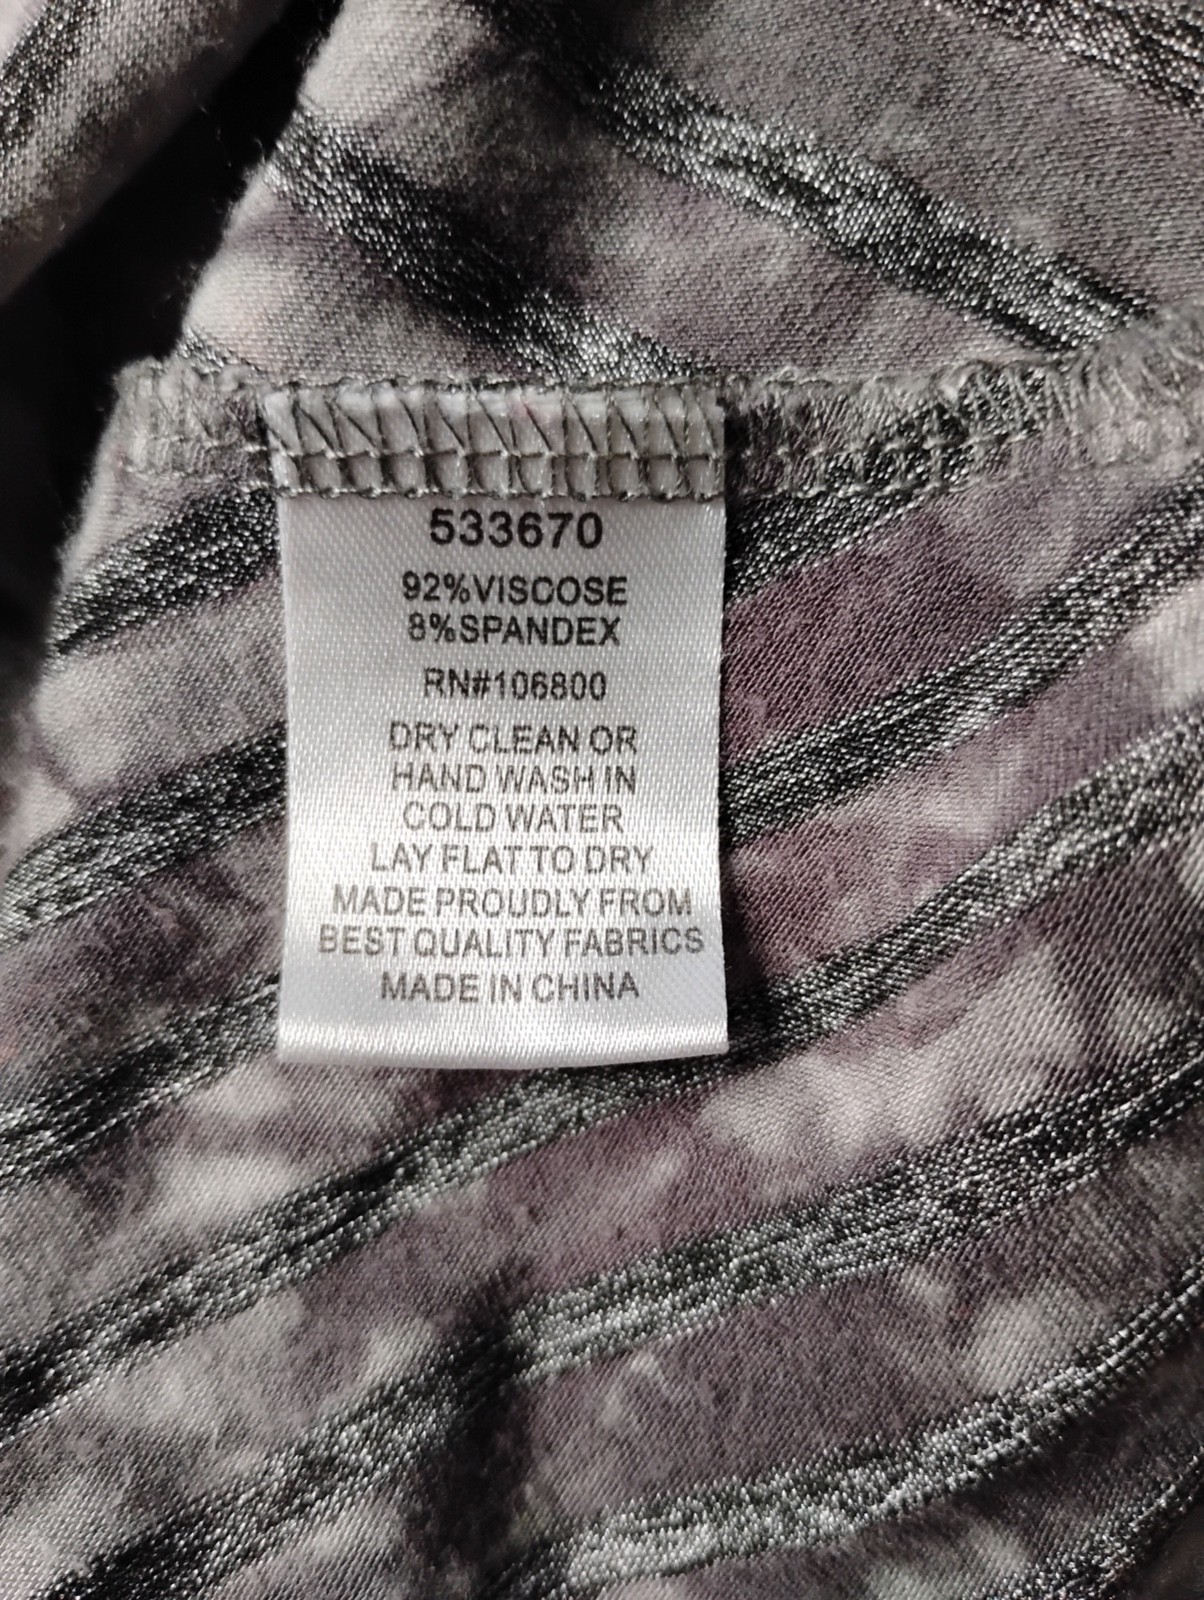 533670
92%VISCOSE
8%SPANDEX
RN#106800
DRY CLEAN OR
HAND WASH IN
COLD WATER
LAY FLAT TO DRY
MADE PROUDLY FROM
BEST QUALITY FABRICS
MADE IN CHINA